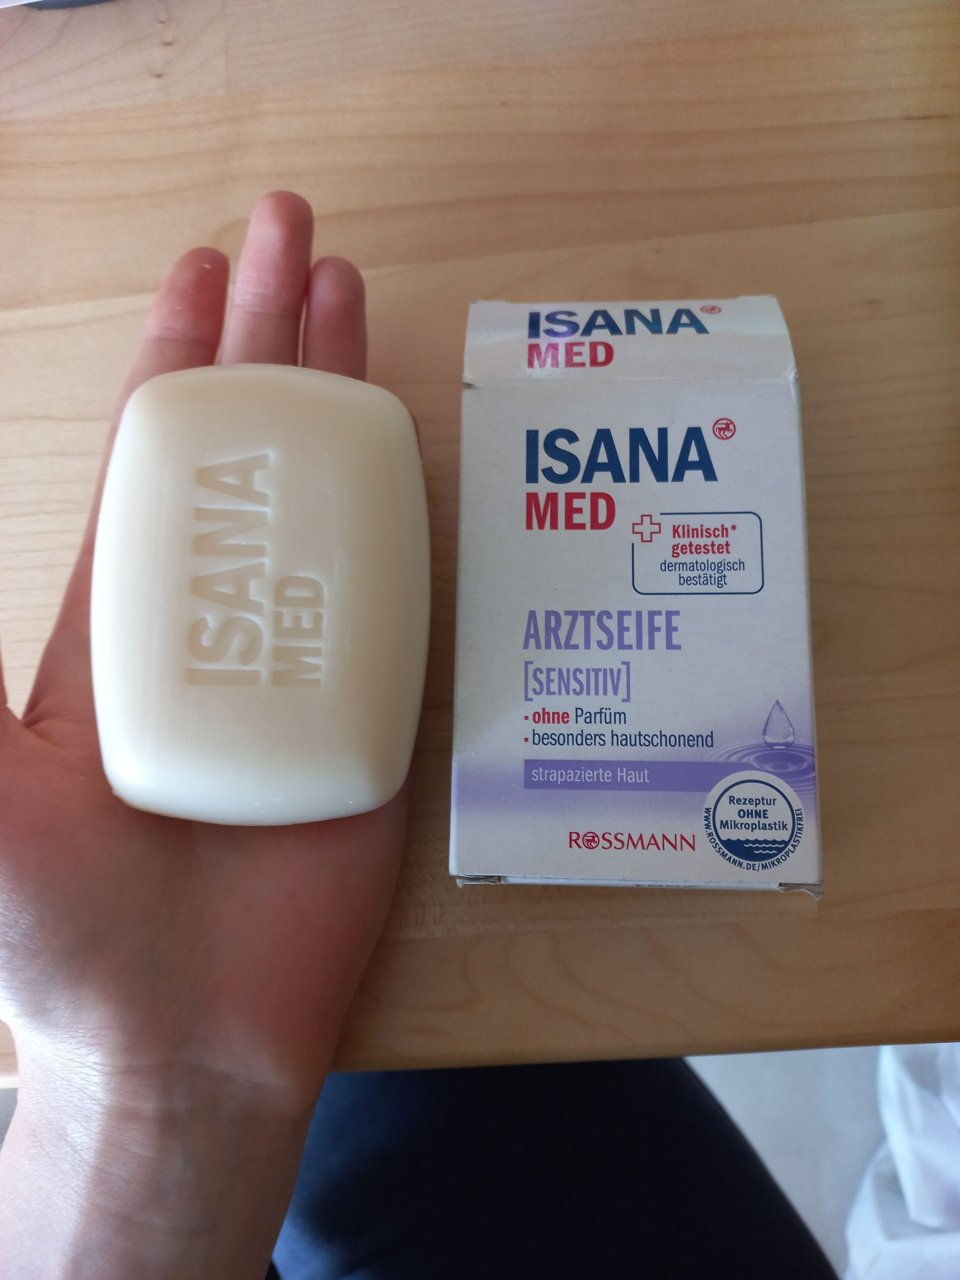 ISANA
MED
ISANA
MED
ISANA
MED
Klinisch*
getestet
dermatologisch
bestätigt
ARZTSEIFE
[SENSITIV]
· ohne Parfüm
· besonders hautschonend
strapazierte Haut
Rezeptur
OHNE
Mikroplastik
WWW.ROSSMANN.DE/MIKROPLASTIKFREI
ROSSMANN